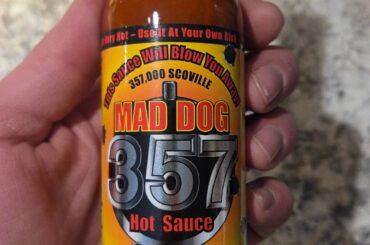 Very Hot – Use It At Your Own Risk
This Sauce Will Blow You Away
357,000 SCOVILLE
MAD DOG
357
Hot Sauce